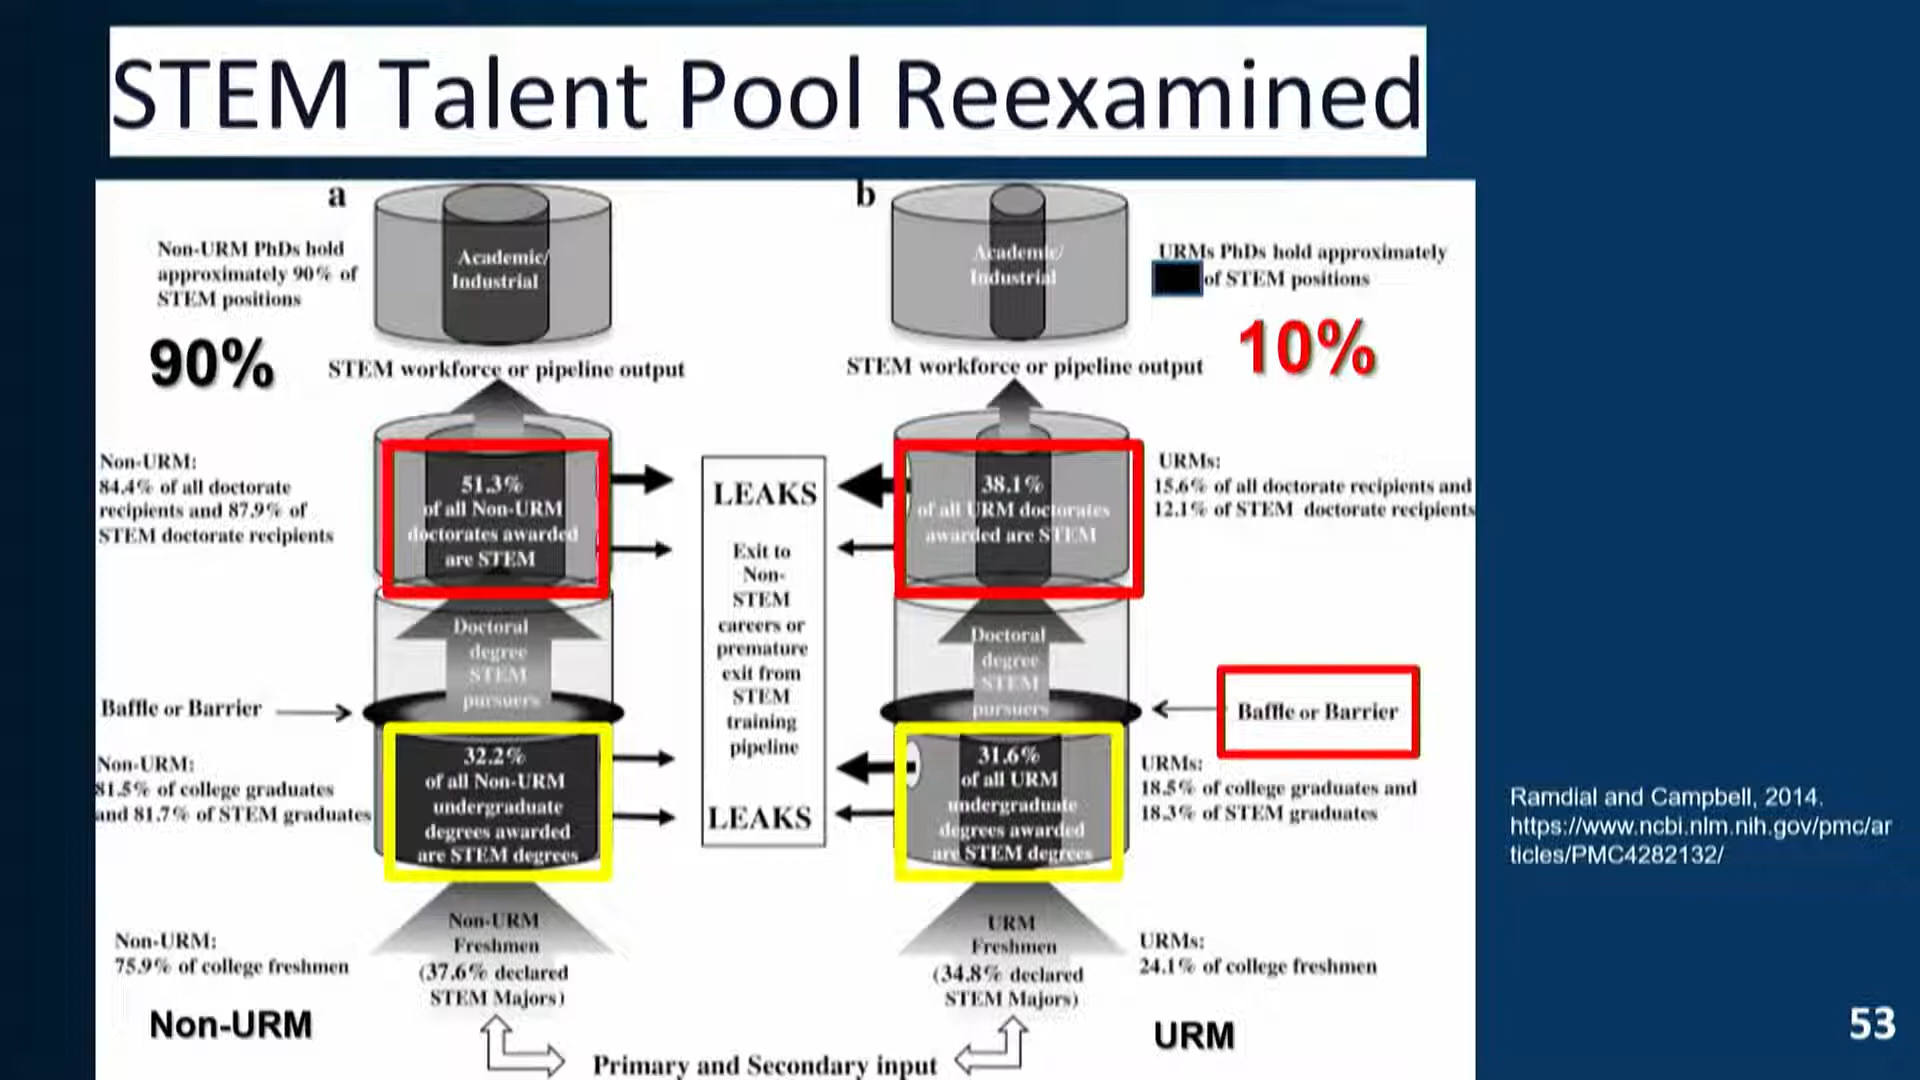 STEM Talent Pool Reexamined
a
Non-URM PhDs hold
approximately 90% of
STEM positions
90%
Academic/
Industrial
STEM workforce or pipeline output
Non-URM:
84.4% of all doctorate
recipients and 87.9% of
STEM doctorate recipients
51.3%
of all Non-URM
doctorates awarded
are STEM
Doctoral
degree
STEM
pursuers
Baffle or Barrier
Non-URM:
81.5% of college graduates
and 81.7% of STEM graduates
32.2%
of all Non-URM
undergraduate
degrees awarded
are STEM degrees
Non-URM:
75.9% of college freshmen
Non-URM
Freshmen
(37.6% declared
STEM Majors)
Non-URM
LEAKS
Exit to
Non-
STEM
careers or
premature
exit from
STEM
training
pipeline
LEAKS
b
Academic/
Industrial
URMs PhDs hold approximately
of STEM positions
10%
STEM workforce or pipeline output
38.1%
of all URM doctorates
awarded are STEM
URMs:
15.6% of all doctorate recipients and
12.1% of STEM doctorate recipients
Doctoral
degree
STEM
pursuers
Baffle or Barrier
31.6%
of all URM
undergraduate
degrees awarded
are STEM degrees
URMs:
18.5% of college graduates and
18.3% of STEM graduates
URM
Freshmen
(34.8% declared
STEM Majors)
URMs:
24.1% of college freshmen
URM
Primary and Secondary input
Ramdial and Campbell, 2014.
https://www.ncbi.nlm.nih.gov/pmc/ar
ticles/PMC4282132/
53